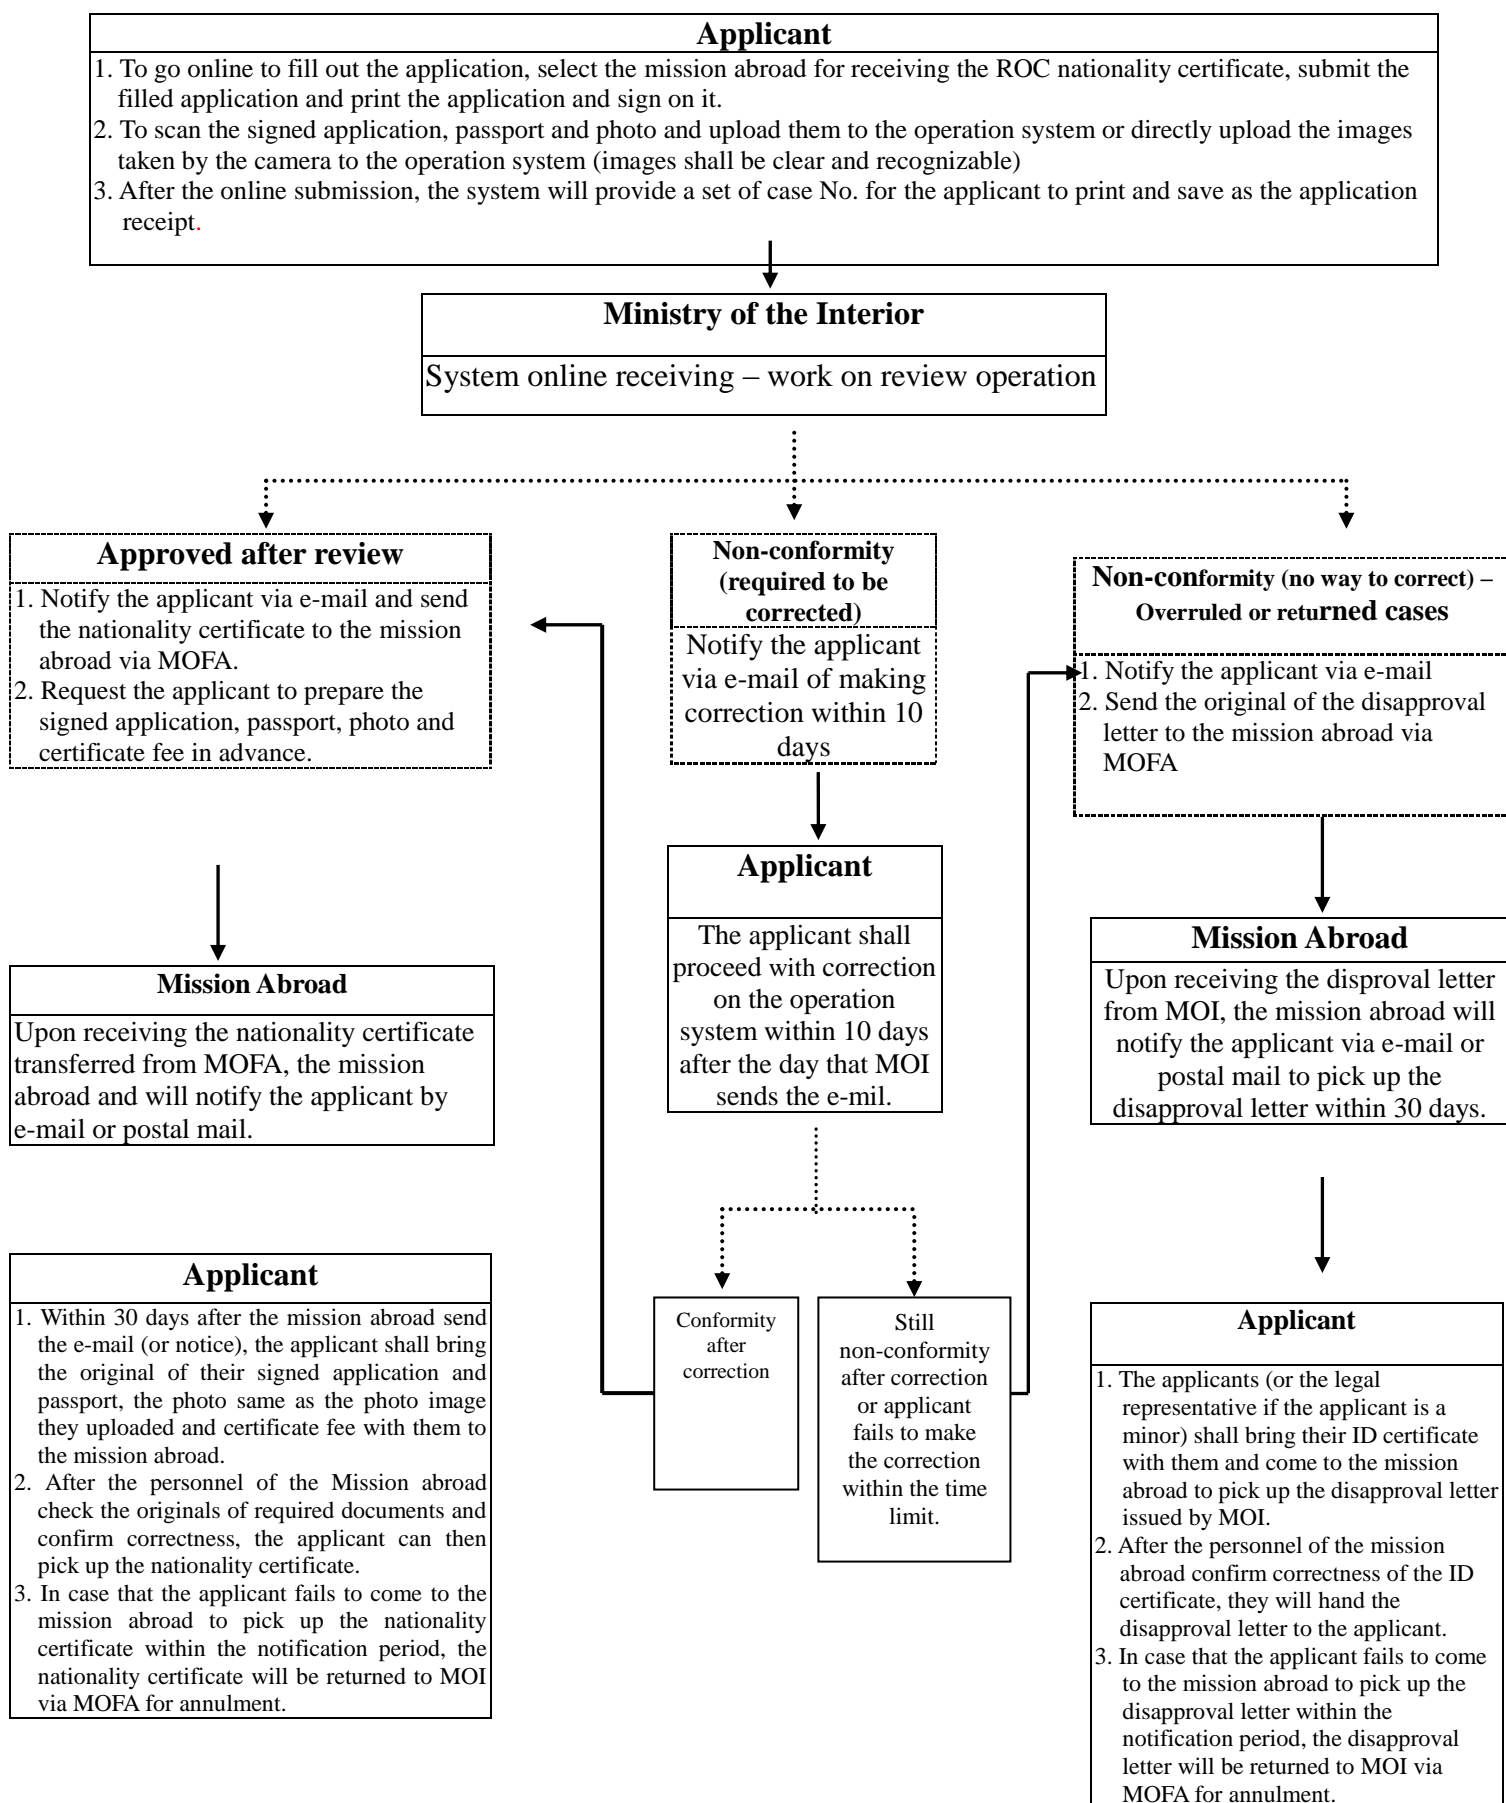 Applicant
1. To go online to fill out the application, select the mission abroad for receiving the ROC nationality certificate, submit the
filled application and print the application and sign on it.
2. To scan the signed application, passport and photo and upload them to the operation system or directly upload the images
taken by the camera to the operation system (images shall be clear and recognizable)
3. After the online submission, the system will provide a set of case No. for the applicant to print and save as the application
receipt.
Ministry of the Interior
System online receiving – work on review operation
Approved after review
1. Notify the applicant via e-mail and send
the nationality certificate to the mission
abroad via MOFA.
2. Request the applicant to prepare the
signed application, passport, photo and
certificate fee in advance.
Non-conformity
(required to be
corrected)
Notify the applicant
via e-mail of making
correction within 10
days
Non-conformity (no way to correct) –
Overruled or returned cases
1. Notify the applicant via e-mail
2. Send the original of the disapproval
letter to the mission abroad via
MOFA
Applicant
The applicant shall
proceed with correction
on the operation
system within 10 days
after the day that MOI
sends the e-mil.
Mission Abroad
Upon receiving the nationality certificate
transferred from MOFA, the mission
abroad and will notify the applicant by
e-mail or postal mail.
Mission Abroad
Upon receiving the disproval letter
from MOI, the mission abroad will
notify the applicant via e-mail or
postal mail to pick up the
disapproval letter within 30 days.
Applicant
1. Within 30 days after the mission abroad send
the e-mail (or notice), the applicant shall bring
the original of their signed application and
passport, the photo same as the photo image
they uploaded and certificate fee with them to
the mission abroad.
2. After the personnel of the Mission abroad
check the originals of required documents and
confirm correctness, the applicant can then
pick up the nationality certificate.
3. In case that the applicant fails to come to the
mission abroad to pick up the nationality
certificate within the notification period, the
nationality certificate will be returned to MOI
via MOFA for annulment.
Conformity
after
correction
Still
non-conformity
after correction
or applicant
fails to make
the correction
within the time
limit.
Applicant
1. The applicants (or the legal
representative if the applicant is a
minor) shall bring their ID certificate
with them and come to the mission
abroad to pick up the disapproval letter
issued by MOI.
2. After the personnel of the mission
abroad confirm correctness of the ID
certificate, they will hand the
disapproval letter to the applicant.
3. In case that the applicant fails to come
to the mission abroad to pick up the
disapproval letter within the
notification period, the disapproval
letter will be returned to MOI via
MOFA for annulment.